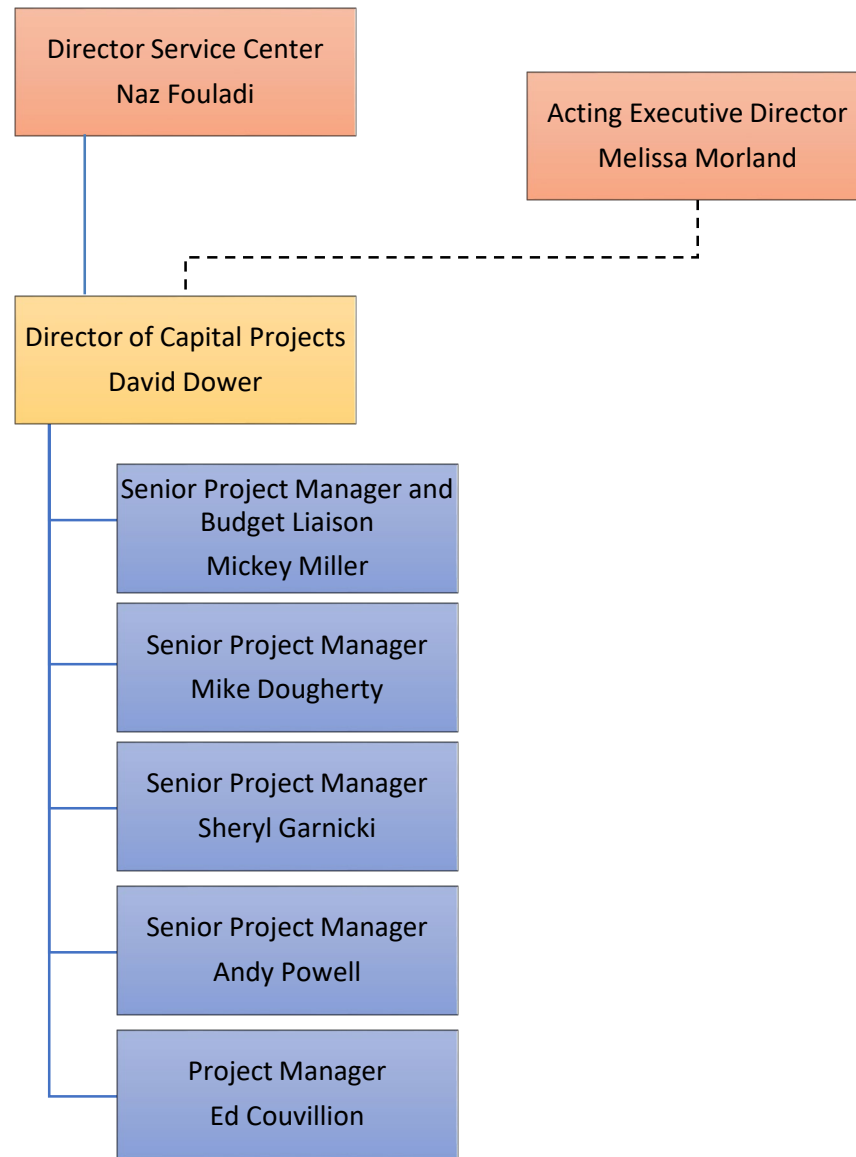 Director Service Center
Naz Fouladi
Acting Executive Director
Melissa Morland
Director of Capital Projects
David Dower
Senior Project Manager and
Budget Liaison
Mickey Miller
Senior Project Manager
Mike Dougherty
Senior Project Manager
Sheryl Garnicki
Senior Project Manager
Andy Powell
Project Manager
Ed Couvillion